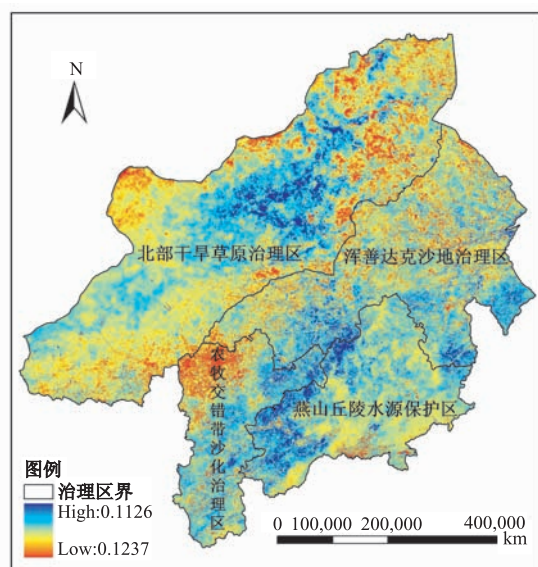 N
北部干旱草原治理区
浑善达克沙地治理区
农牧交错带沙化治理区
燕山丘陵水源保护区
图例
治理区界
High:0.1126
Low:0.1237
0 100,000 200,000 400,000
km